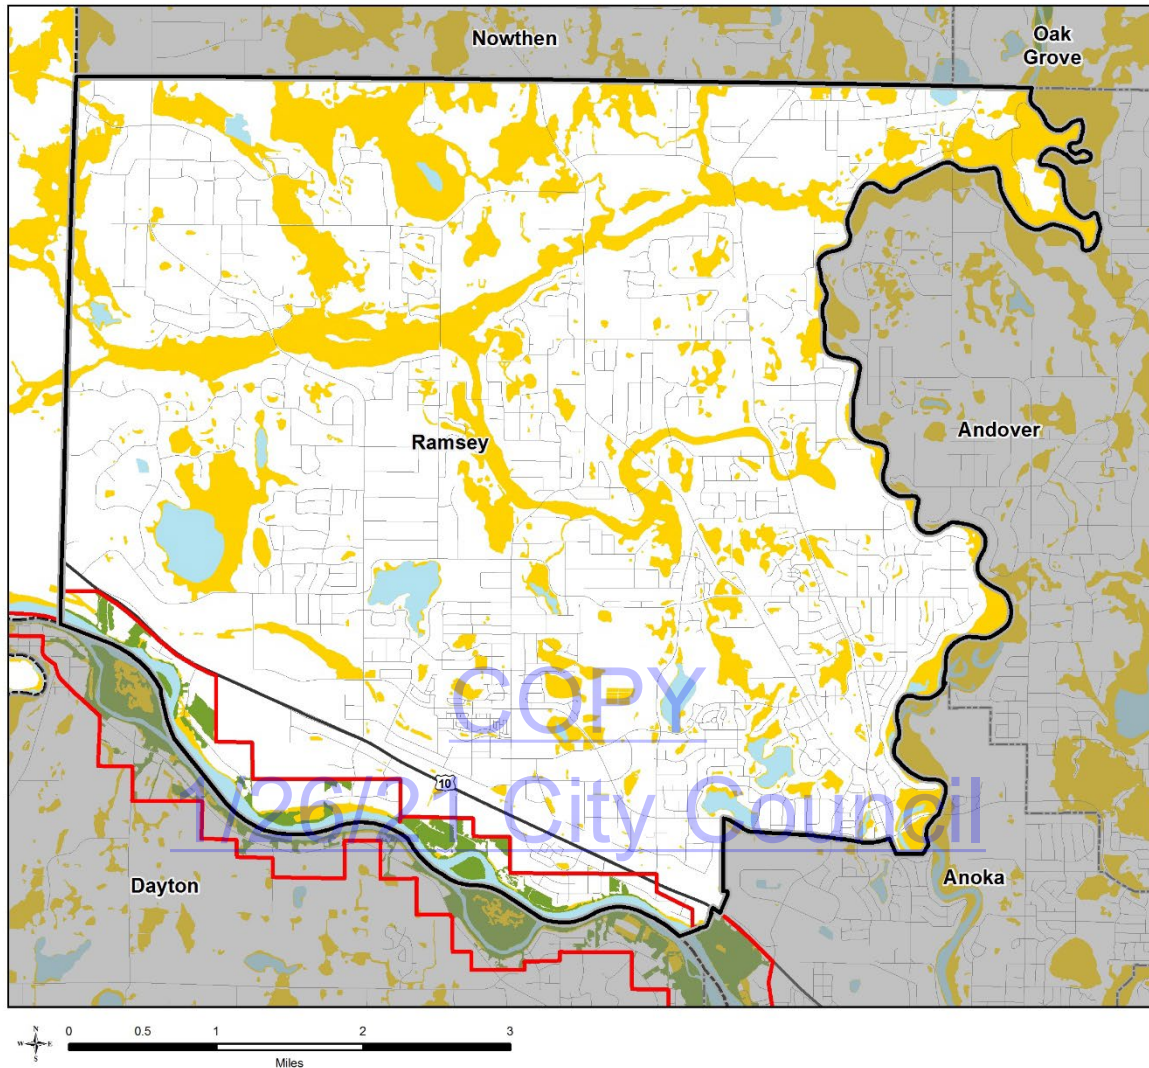 Nowthen
Oak
Grove
Ramsey
Andover
COPY
10
1/26/21 City Council
Dayton
Anoka
N
W E
S
0 0.5 1 2 3
Miles